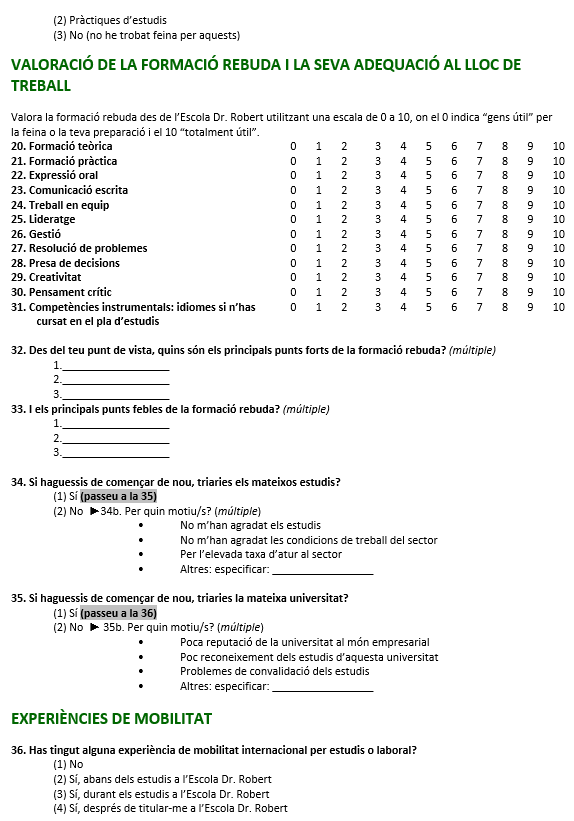 (2) Pràctiques d’estudis
(3) No (no he trobat feina per aquests)
VALORACIÓ DE LA FORMACIÓ REBUDA I LA SEVA ADEQUACIÓ AL LLOC DE
TREBALL
Valora la formació rebuda des de l’Escola Dr. Robert utilitzant una escala de 0 a 10, on el 0 indica “gens útil” per
la feina o la teva preparació i el 10 “totalment útil”.
20. Formació teòrica 0 1 2 3 4 5 6 7 8 9 10
21. Formació pràctica 0 1 2 3 4 5 6 7 8 9 10
22. Expressió oral 0 1 2 3 4 5 6 7 8 9 10
23. Comunicació escrita 0 1 2 3 4 5 6 7 8 9 10
24. Treball en equip 0 1 2 3 4 5 6 7 8 9 10
25. Lideratge 0 1 2 3 4 5 6 7 8 9 10
26. Gestió 0 1 2 3 4 5 6 7 8 9 10
27. Resolució de problemes 0 1 2 3 4 5 6 7 8 9 10
28. Presa de decisions 0 1 2 3 4 5 6 7 8 9 10
29. Creativitat 0 1 2 3 4 5 6 7 8 9 10
30. Pensament crític 0 1 2 3 4 5 6 7 8 9 10
31. Competències instrumentals: idiomes si n’has 0 1 2 3 4 5 6 7 8 9 10
cursat en el pla d’estudis
32. Des del teu punt de vista, quins són els principals punts forts de la formació rebuda? (múltiple)
1.__________________
2.__________________
3.__________________
33. I els principals punts febles de la formació rebuda? (múltiple)
1.__________________
2.__________________
3.__________________
34. Si haguessis de començar de nou, triaries els mateixos estudis?
(1) Sí (passeu a la 35)
(2) No ►34b. Per quin motiu/s? (múltiple)
• No m’han agradat els estudis
• No m’han agradat les condicions de treball del sector
• Per l’elevada taxa d’atur al sector
• Altres: especificar: _________________
35. Si haguessis de començar de nou, triaries la mateixa universitat?
(1) Sí (passeu a la 36)
(2) No ► 35b. Per quin motiu/s? (múltiple)
• Poca reputació de la universitat al món empresarial
• Poc reconeixement dels estudis d’aquesta universitat
• Problemes de convalidació dels estudis
• Altres: especificar: _________________
EXPERIÈNCIES DE MOBILITAT
36. Has tingut alguna experiència de mobilitat internacional per estudis o laboral?
(1) No
(2) Sí, abans dels estudis a l’Escola Dr. Robert
(3) Sí, durant els estudis a l’Escola Dr. Robert
(4) Sí, després de titular-me a l’Escola Dr. Robert